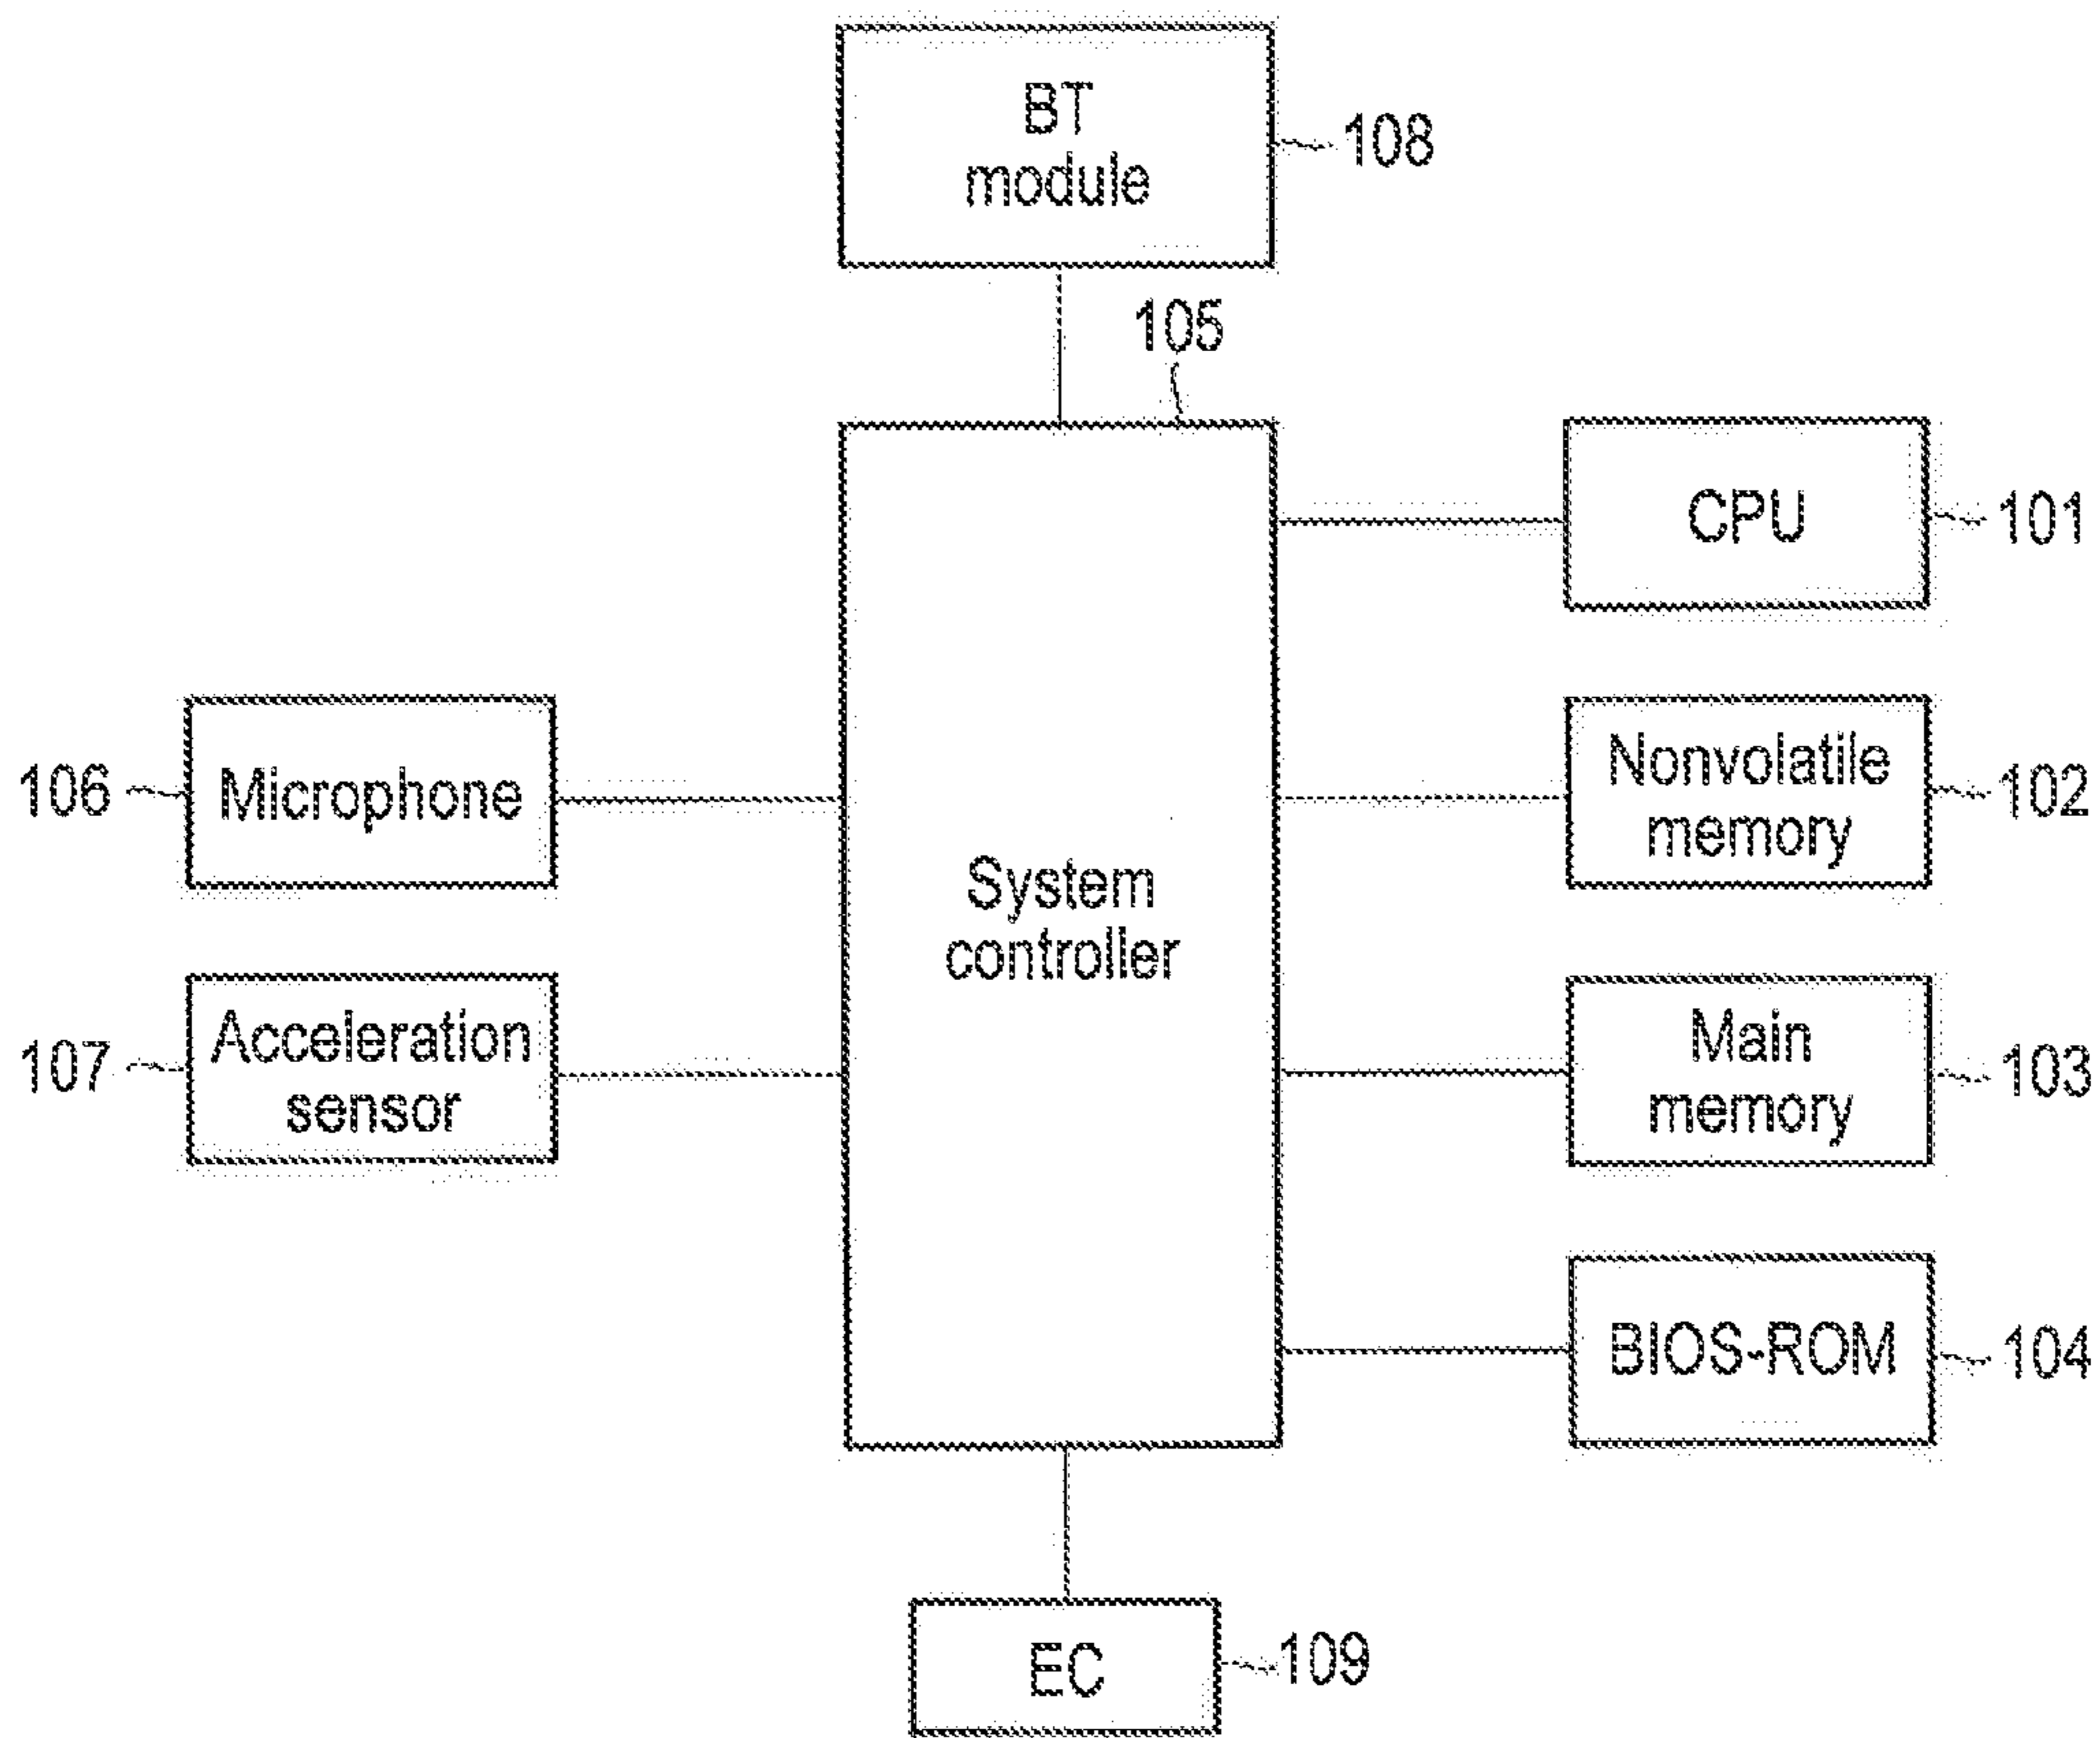 BT
module
108
105
CPU
101
Microphone
106
Nonvolatile
memory
102
System
controller
Acceleration
sensor
107
Main
memory
103
BIOS-ROM
104
EC
109